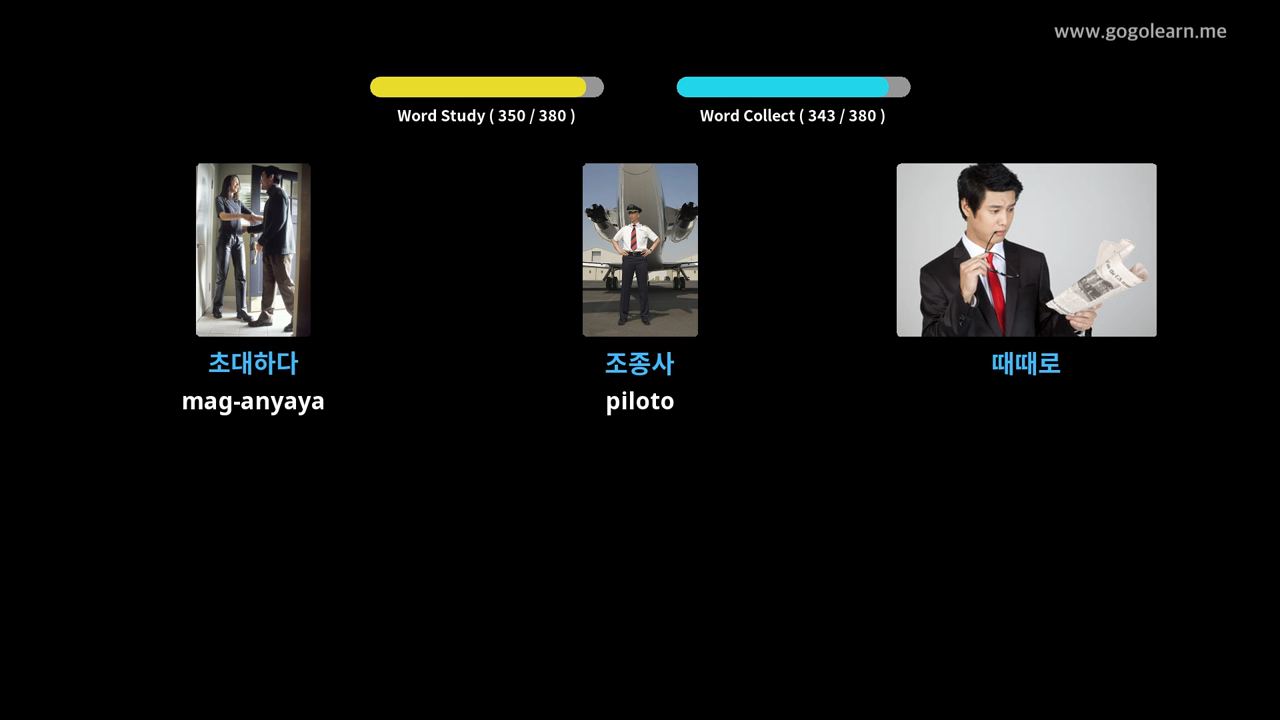 www.gogolearn.me
Word Study ( 350 / 380 )
Word Collect ( 343 / 380 )
초대하다
mag-anyaya
조종사
piloto
때때로